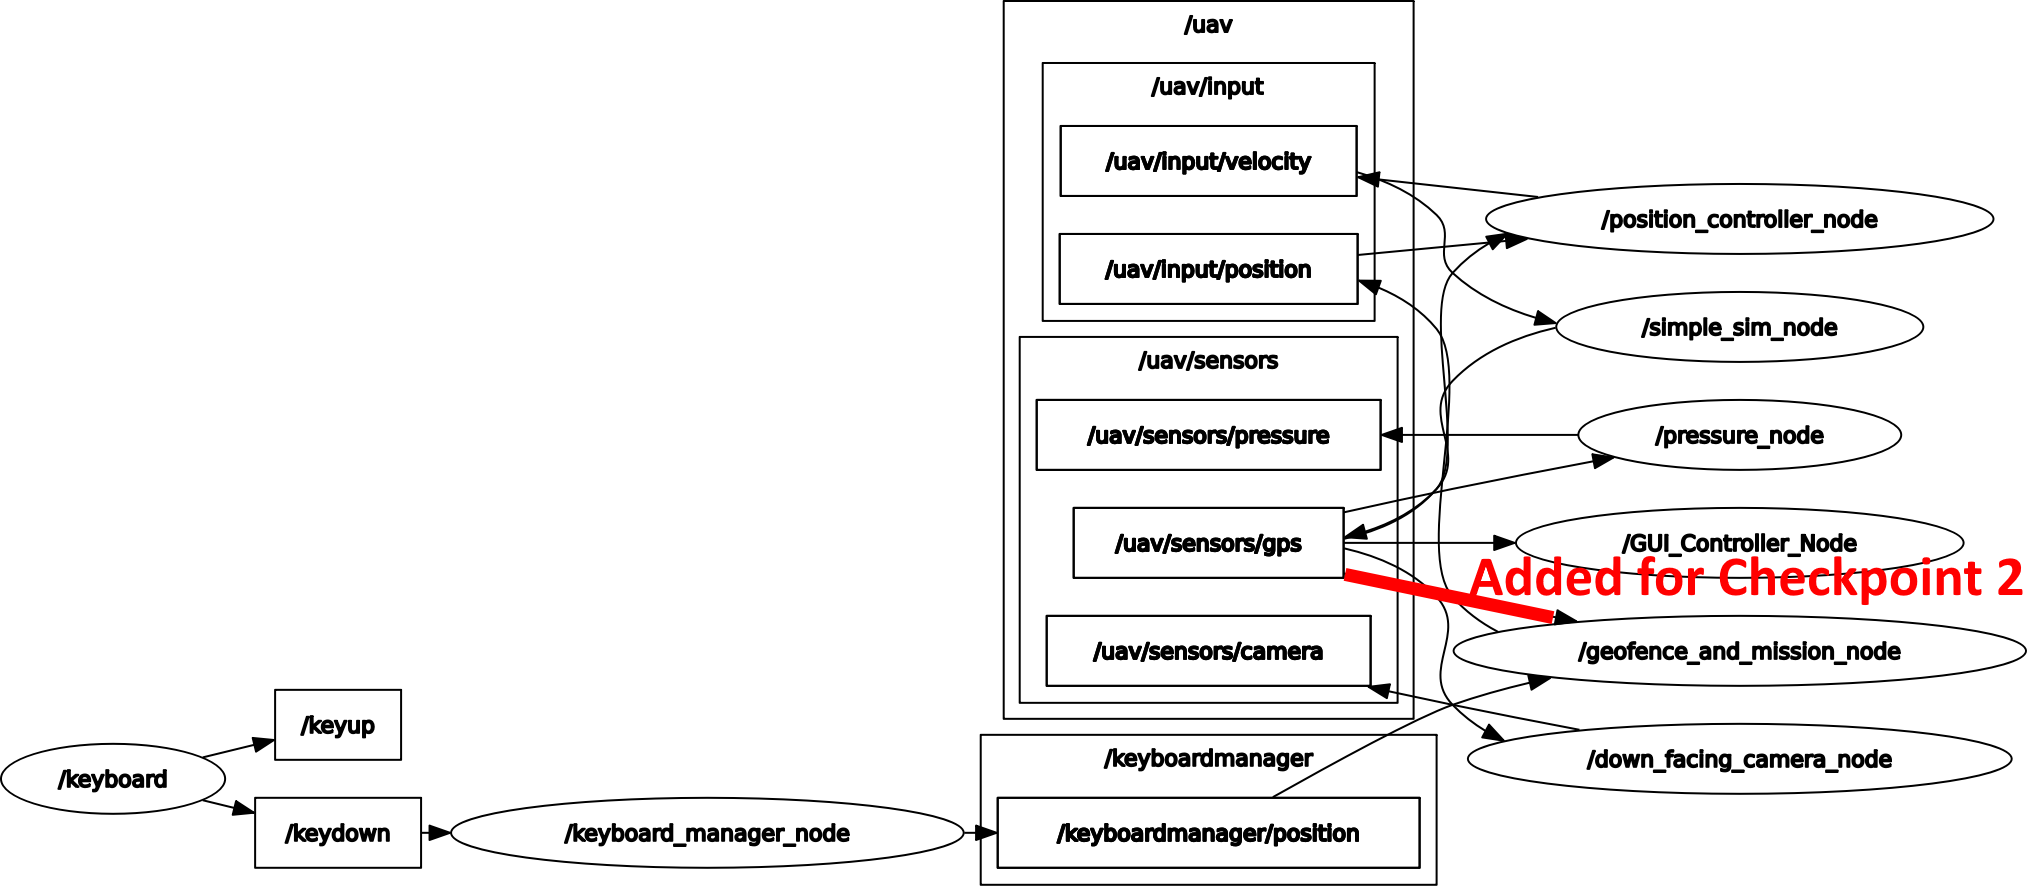 /uav
/uav/input
/uav/input/velocity
/uav/input/position
/uav/sensors
/uav/sensors/pressure
/uav/sensors/gps
/uav/sensors/camera
/position_controller_node
/simple_sim_node
/pressure_node
/GUI_Controller_Node
Added for Checkpoint 2
/geofence_and_mission_node
/down_facing_camera_node
/keyup
/keyboard
/keydown
/keyboard_manager_node
/keyboardmanager
/keyboardmanager/position